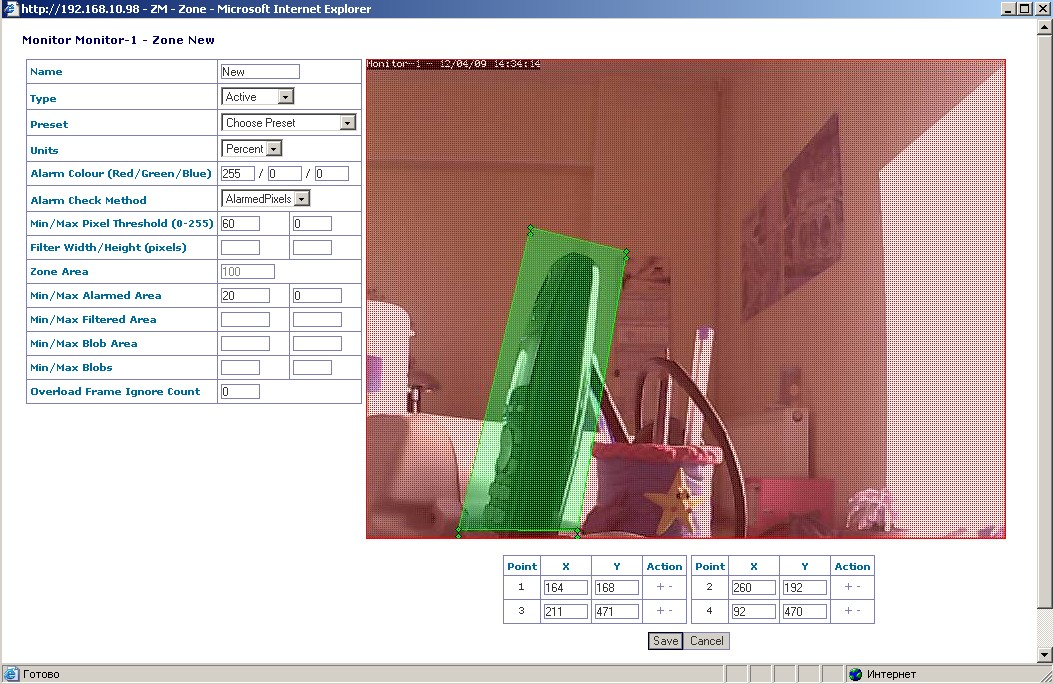 http://192.168.10.98 - ZM - Zone - Microsoft Internet Explorer
Monitor Monitor-1 - Zone New
Name New
Type Active
Preset Choose Preset
Units Percent
Alarm Colour (Red/Green/Blue) 255 / 0 / 0
Alarm Check Method AlarmedPixels
Min/Max Pixel Threshold (0-255) 60 0
Filter Width/Height (pixels)
Zone Area 100
Min/Max Alarmed Area 20 0
Min/Max Filtered Area
Min/Max Blob Area
Min/Max Blobs
Overload Frame Ignore Count 0
Monitor-1 - 12/04/09 14:34:14
Point X Y Action Point X Y Action
1 164 168 + - 2 260 192 + -
3 211 471 + - 4 92 470 + -
Save Cancel
Готово Интернет